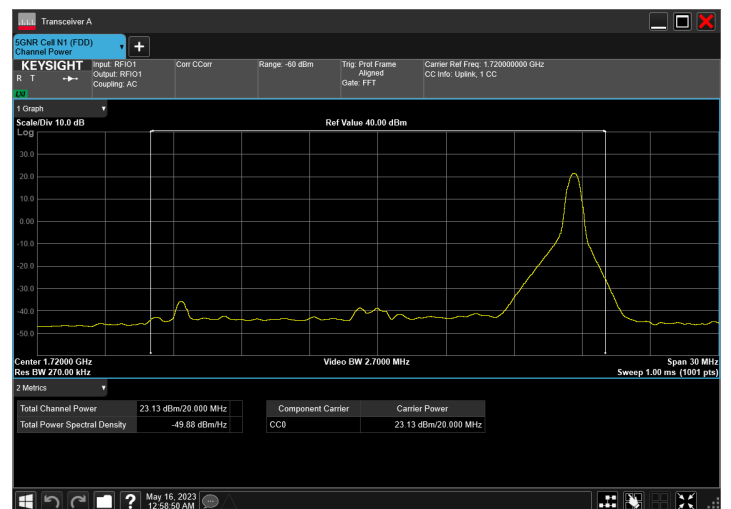 Transceiver A
5GNR Cell N1 (FDD)
Channel Power
KEYSIGHT
R T
LXI
Input: RFIO1
Output: RFIO1
Coupling: AC
Corr CCorr
Range: -60 dBm
Trig: Prot Frame
Aligned
Gate: FFT
Carrier Ref Freq: 1.720000000 GHz
CC Info: Uplink, 1 CC
1 Graph
Scale/Div 10.0 dB
Ref Value 40.00 dBm
Log
30.0
20.0
10.0
0.00
-10.0
-20.0
-30.0
-40.0
-50.0
Center 1.72000 GHz
Video BW 2.7000 MHz
Span 30 MHz
Res BW 270.00 kHz
Sweep 1.00 ms (1001 pts)
2 Metrics
Total Channel Power 23.13 dBm/20.000 MHz
Total Power Spectral Density -49.88 dBm/Hz
Component Carrier Carrier Power
CC0 23.13 dBm/20.000 MHz
?
May 16, 2023
12:58:50 AM